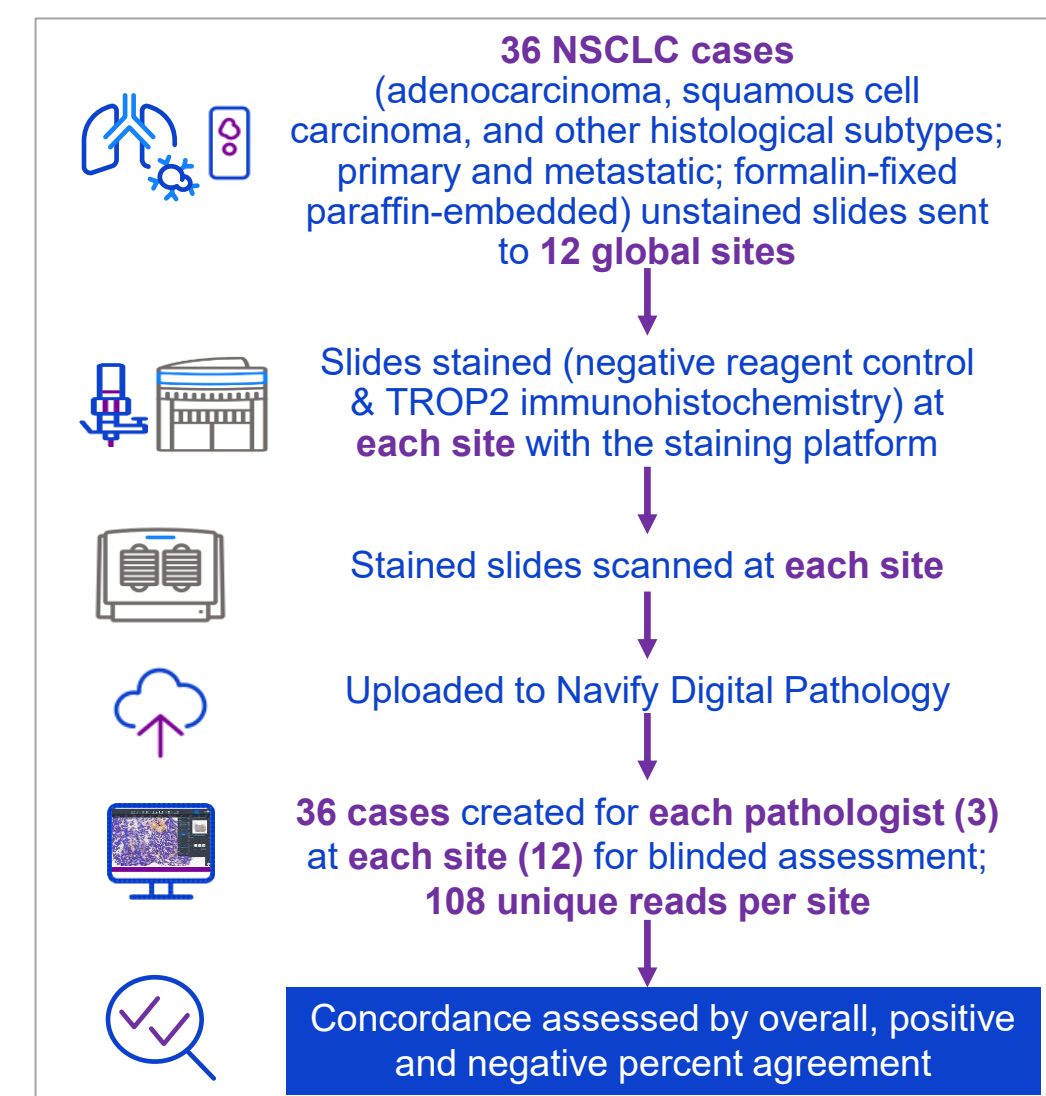 36 NSCLC cases
(adenocarcinoma, squamous cell
carcinoma, and other histological subtypes;
primary and metastatic; formalin-fixed
paraffin-embedded) unstained slides sent
to 12 global sites
Slides stained (negative reagent control
& TROP2 immunohistochemistry) at
each site with the staining platform
Stained slides scanned at each site
Uploaded to Navify Digital Pathology
36 cases created for each pathologist (3)
at each site (12) for blinded assessment;
108 unique reads per site
Concordance assessed by overall, positive
and negative percent agreement